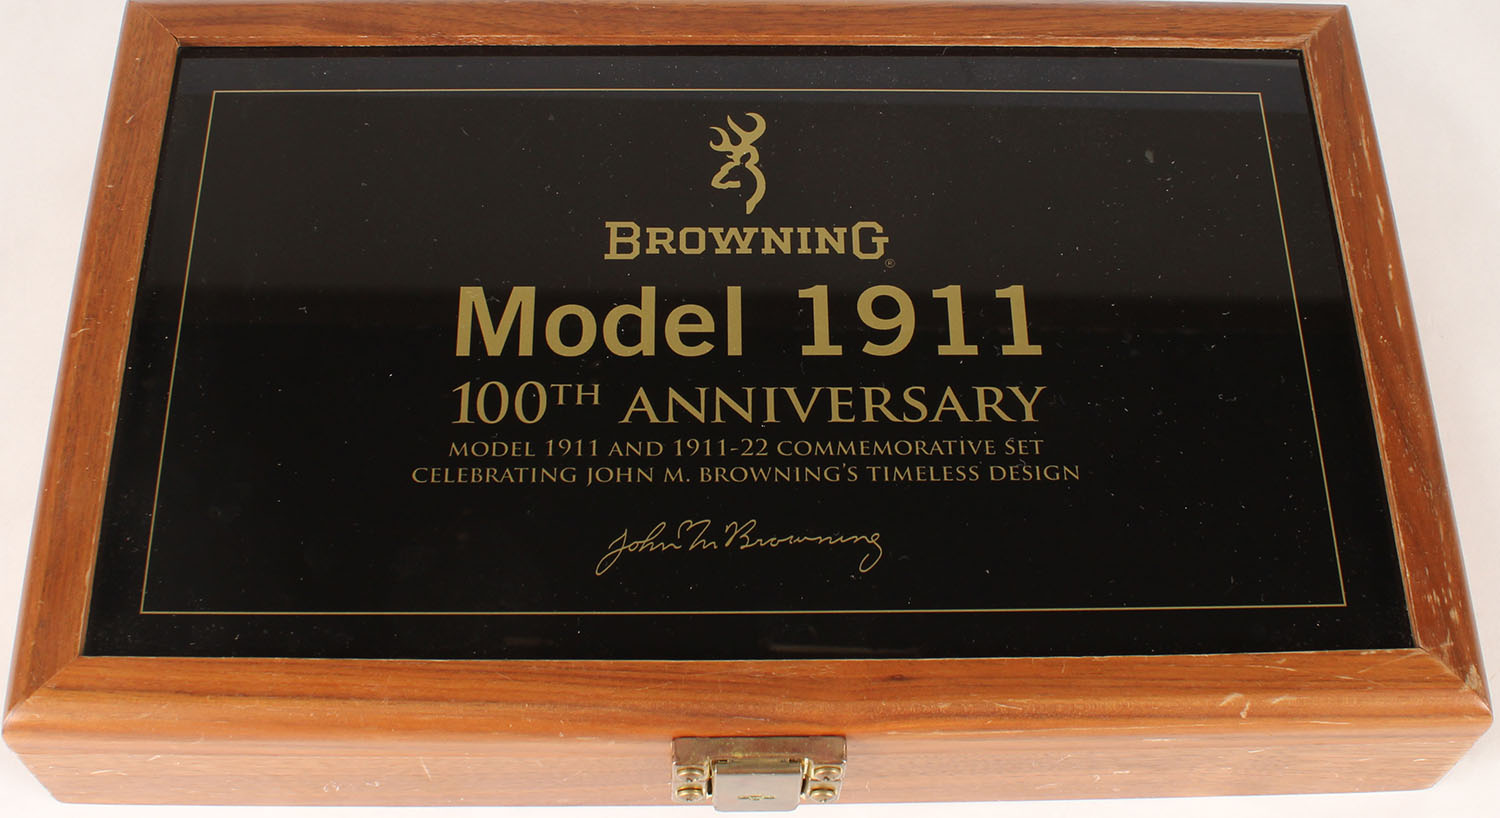 BROWNING®
Model 1911
100TH ANNIVERSARY
MODEL 1911 AND 1911-22 COMMEMORATIVE SET
CELEBRATING JOHN M. BROWNING'S TIMELESS DESIGN
John M Browning